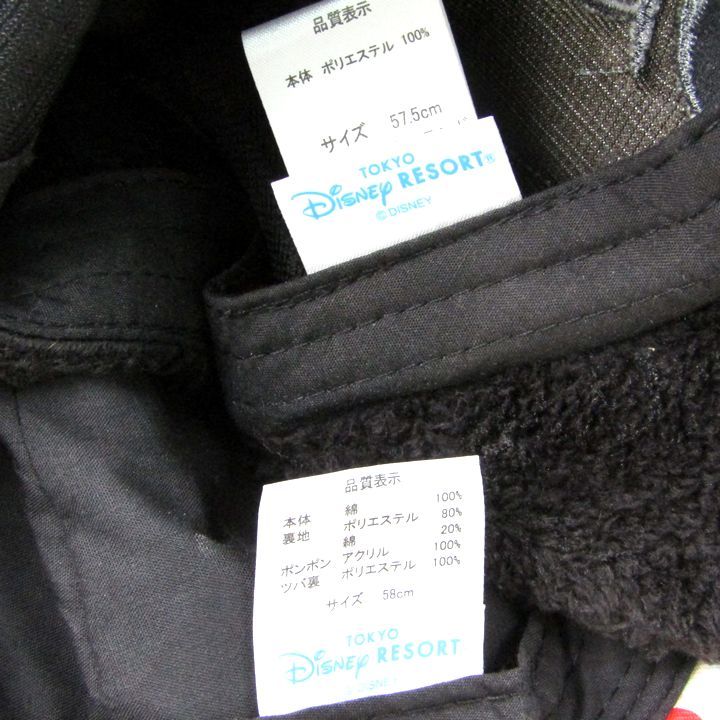 品質表示
本体 ポリエステル 100%
サイズ 57.5cm
TOKYO
Disney RESORT®
©DISNEY
品質表示
本体 綿 100%
裏地 ポリエステル 80%
綿 20%
ポンポン アクリル 100%
ツバ裏 ポリエステル 100%
サイズ 58cm
TOKYO
Disney RESORT
©DISNEY